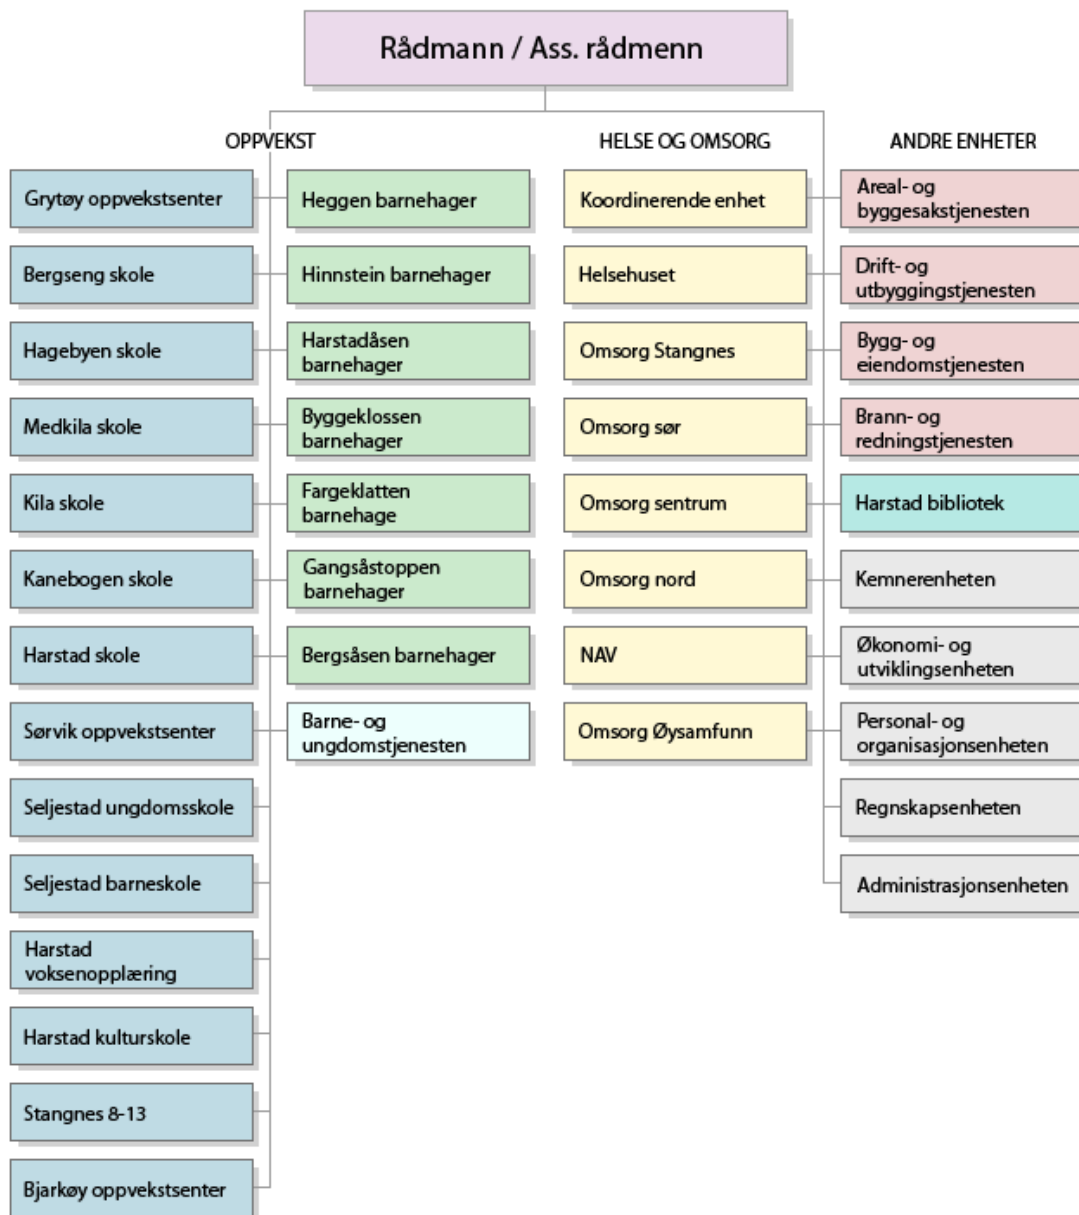 Rådmann / Ass. rådmenn
OPPVEKST
HELSE OG OMSORG
ANDRE ENHETER
Grytøy oppvekstsenter
Bergseng skole
Hagebyen skole
Medkila skole
Kila skole
Kanebogen skole
Harstad skole
Sørvik oppvekstsenter
Seljestad ungdomsskole
Seljestad barneskole
Harstad
voksenopplæring
Harstad kulturskole
Stangnes 8-13
Bjarkøy oppvekstsenter
Heggen barnehager
Hinnstein barnehager
Harstadåsen
barnehager
Byggeklossen
barnehager
Fargeklatten
barnehage
Gangsåstoppen
barnehager
Bergsåsen barnehager
Barne- og
ungdomstjenesten
Koordinerende enhet
Helsehuset
Omsorg Stangnes
Omsorg sør
Omsorg sentrum
Omsorg nord
NAV
Omsorg Øysamfunn
Areal- og
byggesakstjenesten
Drift- og
utbyggingstjenesten
Bygg- og
eiendomstjenesten
Brann- og
redningstjenesten
Harstad bibliotek
Kemnerenheten
Økonomi- og
utviklingsenheten
Personal- og
organisasjonsenheten
Regnskapsenheten
Administrasjonsenheten